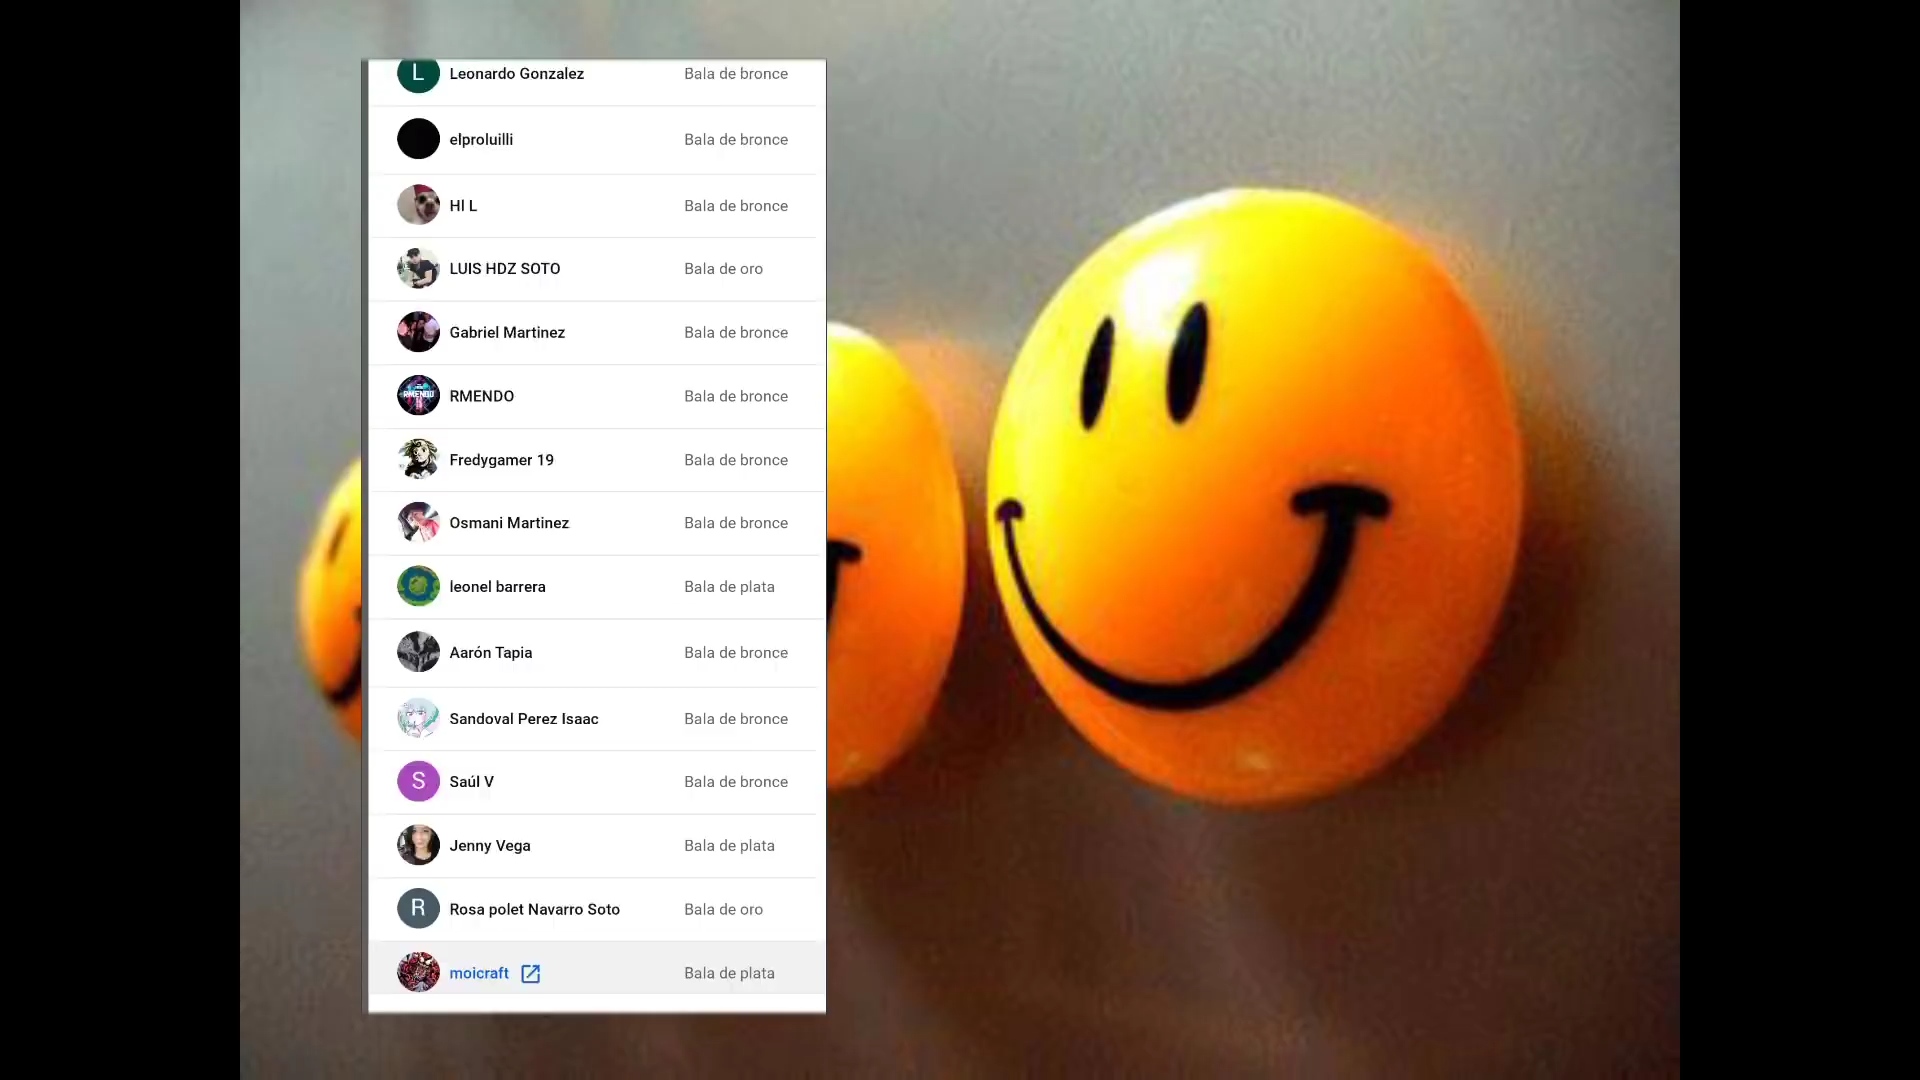 L Leonardo Gonzalez Bala de bronce
elproluilli Bala de bronce
HI L Bala de bronce
LUIS HDZ SOTO Bala de oro
Gabriel Martinez Bala de bronce
RMENDO RMENDO Bala de bronce
Fredygamer 19 Bala de bronce
Osmani Martinez Bala de bronce
leonel barrera Bala de plata
Aarón Tapia Bala de bronce
Sandoval Perez Isaac Bala de bronce
S Saúl V Bala de bronce
Jenny Vega Bala de plata
R Rosa polet Navarro Soto Bala de oro
moicraft Bala de plata